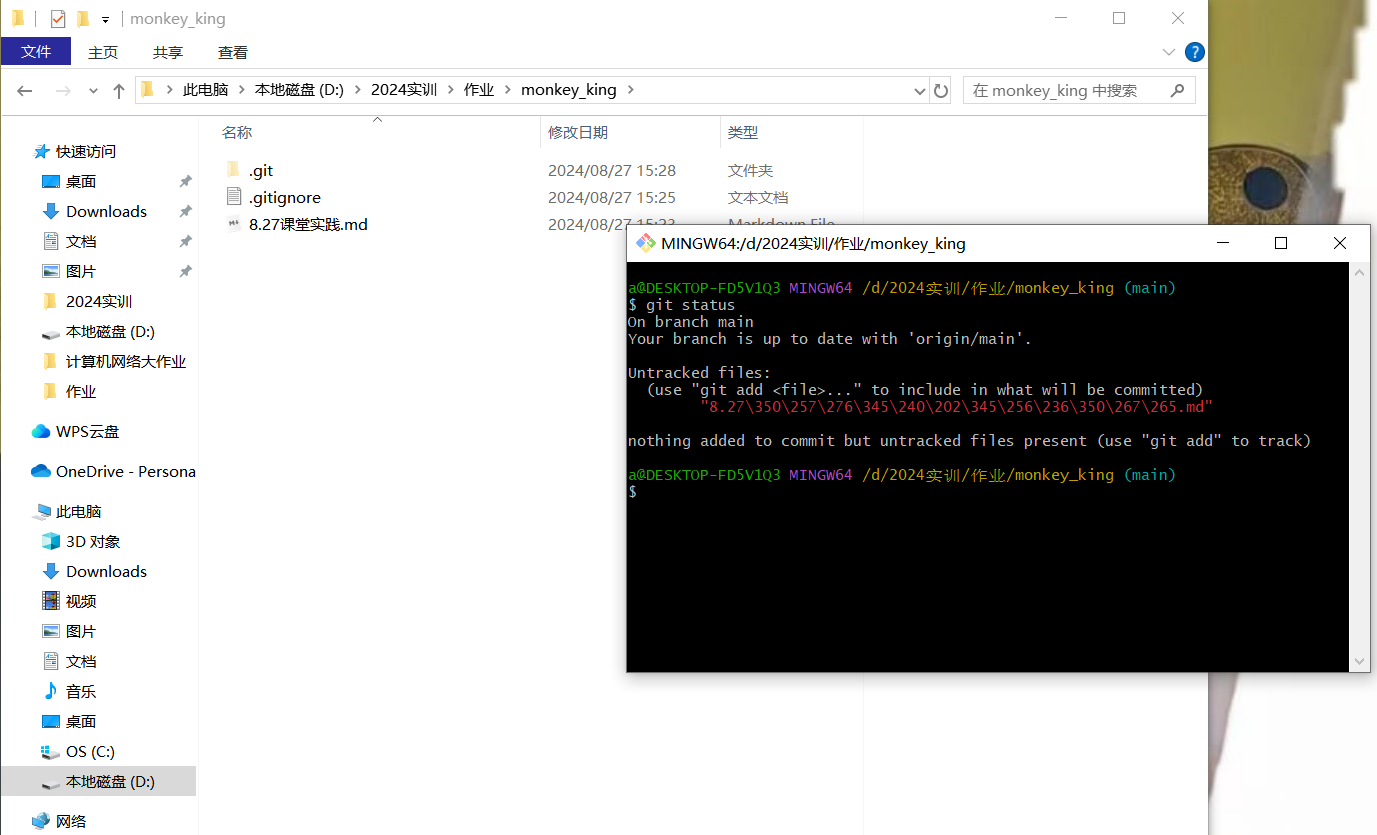 monkey_king
文件 主页 共享 查看
此电脑 本地磁盘 (D:) 2024实训 作业 monkey_king
在 monkey_king 中搜索
名称 修改日期 类型
.git 2024/08/27 15:28 文件夹
.gitignore 2024/08/27 15:25 文本文档
8.27课堂实践.md 2024/08/27 15:23 Markdown File
快速访问
桌面
Downloads
文档
图片
2024实训
本地磁盘 (D:)
计算机网络大作业
作业
WPS云盘
OneDrive - Persona
此电脑
3D 对象
Downloads
视频
图片
文档
音乐
桌面
OS (C:)
本地磁盘 (D:)
网络
MINGW64:/d/2024实训/作业/monkey_king
a@DESKTOP-FD5V1Q3 MINGW64 /d/2024实训/作业/monkey_king (main)
$ git status
On branch main
Your branch is up to date with 'origin/main'.
Untracked files:
(use "git add <file>..." to include in what will be committed)
"8.27\350\257\276\345\240\202\345\256\236\350\267\265.md"
nothing added to commit but untracked files present (use "git add" to track)
a@DESKTOP-FD5V1Q3 MINGW64 /d/2024实训/作业/monkey_king (main)
$